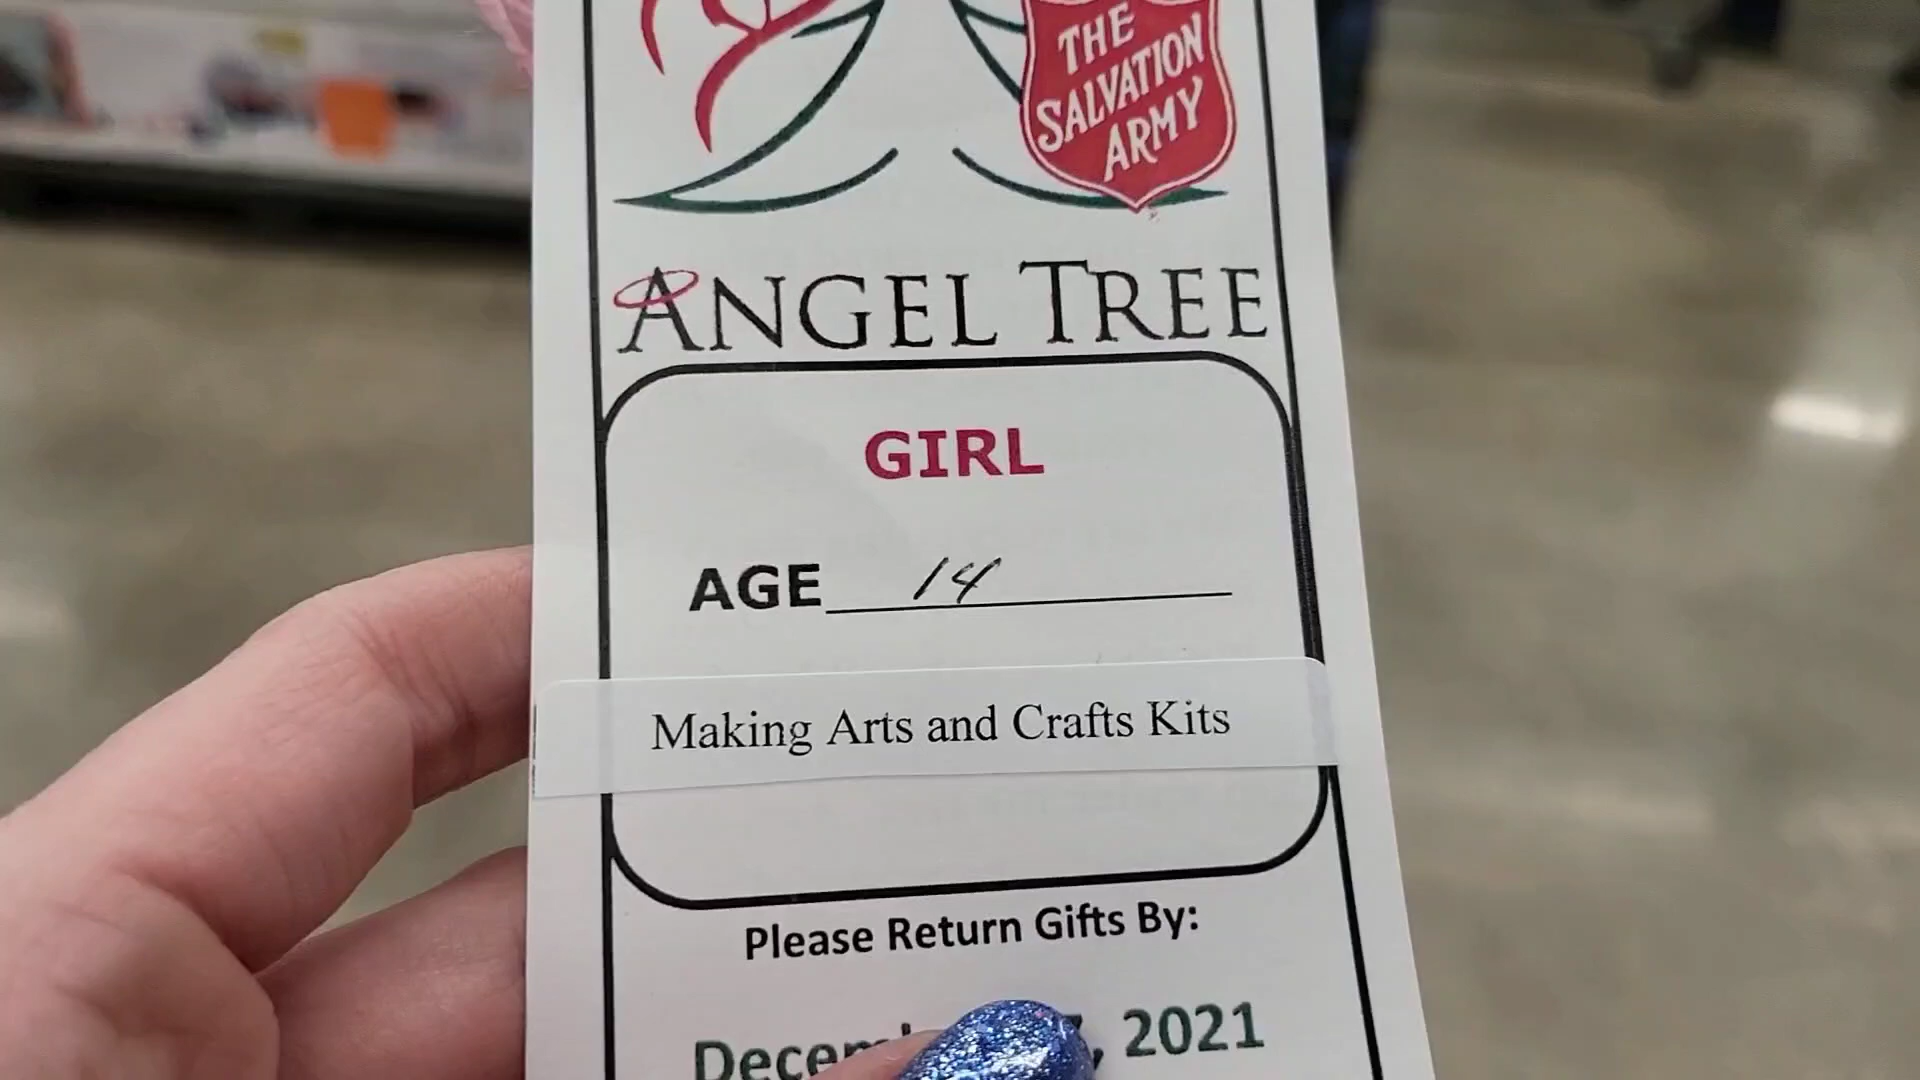 THE
SALVATION
ARMY
ANGEL TREE
GIRL
AGE 14
Making Arts and Crafts Kits
Please Return Gifts By:
2021